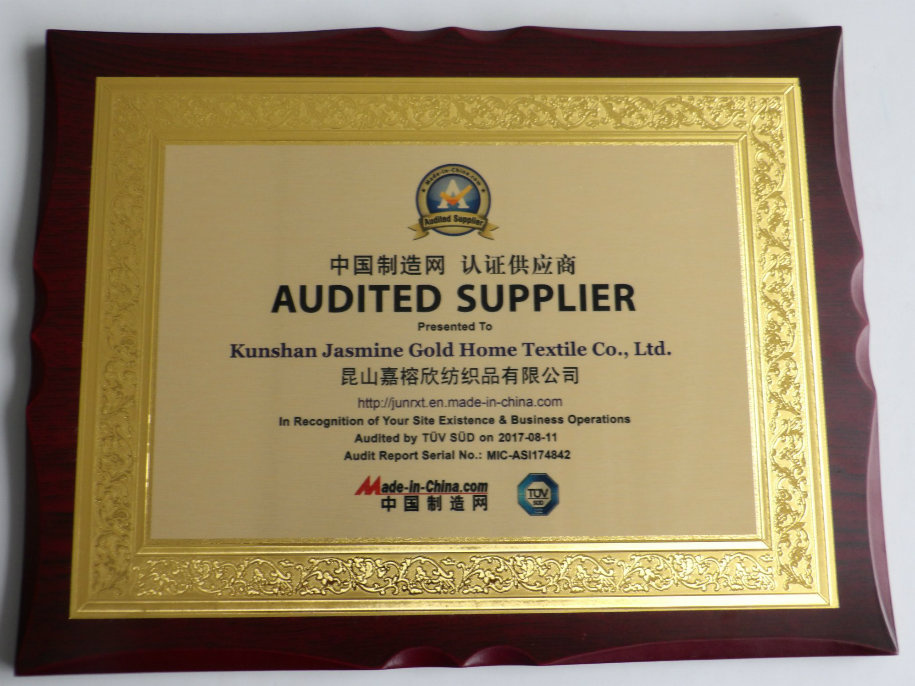 Made-in-China.com
A
Audited Supplier
中国制造网 认证供应商
AUDITED SUPPLIER
Presented To
Kunshan Jasmine Gold Home Textile Co., Ltd.
昆山嘉榕欣纺织品有限公司
http://junrxt.en.made-in-china.com
In Recognition of Your Site Existence & Business Operations
Audited by TÜV SÜD on 2017-08-11
Audit Report Serial No.: MIC-ASI174842
Made-in-China.com
中国制造网
TÜV
SÜD